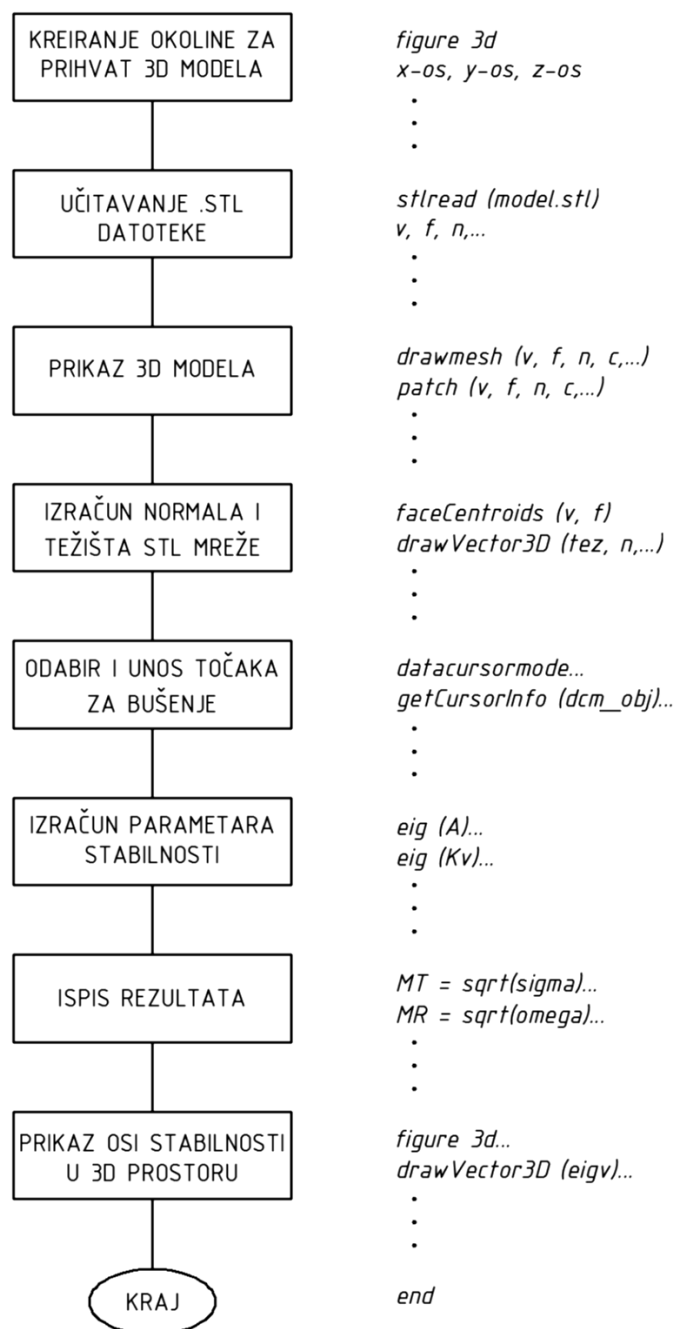 KREIRANJE OKOLINE ZA
PRIHVAT 3D MODELA
figure 3d
x-os, y-os, z-os
UČITAVANJE .STL
DATOTEKE
stlread (model.stl)
v, f, n,...
PRIKAZ 3D MODELA
drawmesh (v, f, n, c,...)
patch (v, f, n, c,...)
IZRAČUN NORMALA I
TEŽIŠTA STL MREŽE
faceCentroids (v, f)
drawVector3D (tez, n,...)
ODABIR I UNOS TOČAKA
ZA BUŠENJE
datacursormode...
getCursorInfo (dcm_obj)...
IZRAČUN PARAMETARA
STABILNOSTI
eig (A)...
eig (Kv)...
ISPIS REZULTATA
MT = sqrt(sigma)...
MR = sqrt(omega)...
PRIKAZ OSI STABILNOSTI
U 3D PROSTORU
figure 3d...
drawVector3D (eigv)...
KRAJ
end